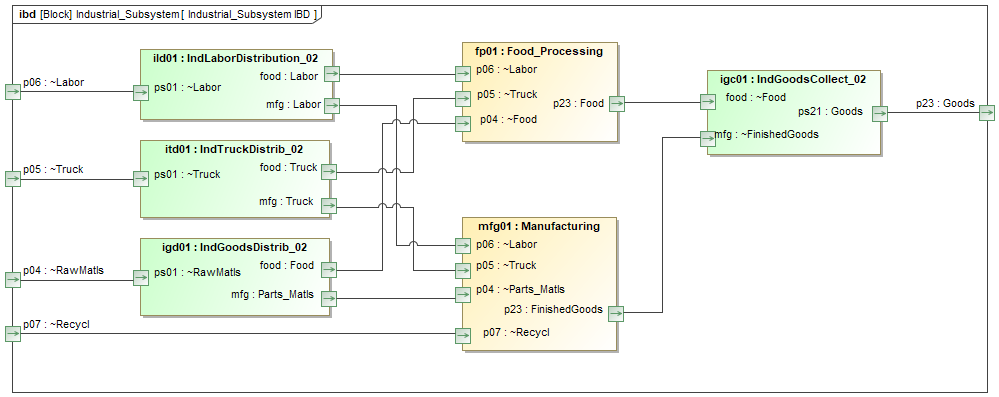 ibd [Block] Industrial_Subsystem [ Industrial_Subsystem IBD ]
p06 : ~Labor
p05 : ~Truck
p04 : ~RawMatls
p07 : ~Recycl
ild01 : IndLaborDistribution_02
food : Labor
ps01 : ~Labor
mfg : Labor
itd01 : IndTruckDistrib_02
food : Truck
ps01 : ~Truck
mfg : Truck
igd01 : IndGoodsDistrib_02
food : Food
ps01 : ~RawMatls
mfg : Parts_Matls
fp01 : Food_Processing
p06 : ~Labor
p05 : ~Truck
p23 : Food
p04 : ~Food
mfg01 : Manufacturing
p06 : ~Labor
p05 : ~Truck
p04 : ~Parts_Matls
p23 : FinishedGoods
p07 : ~Recycl
igc01 : IndGoodsCollect_02
food : ~Food
ps21 : Goods
mfg : ~FinishedGoods
p23 : Goods